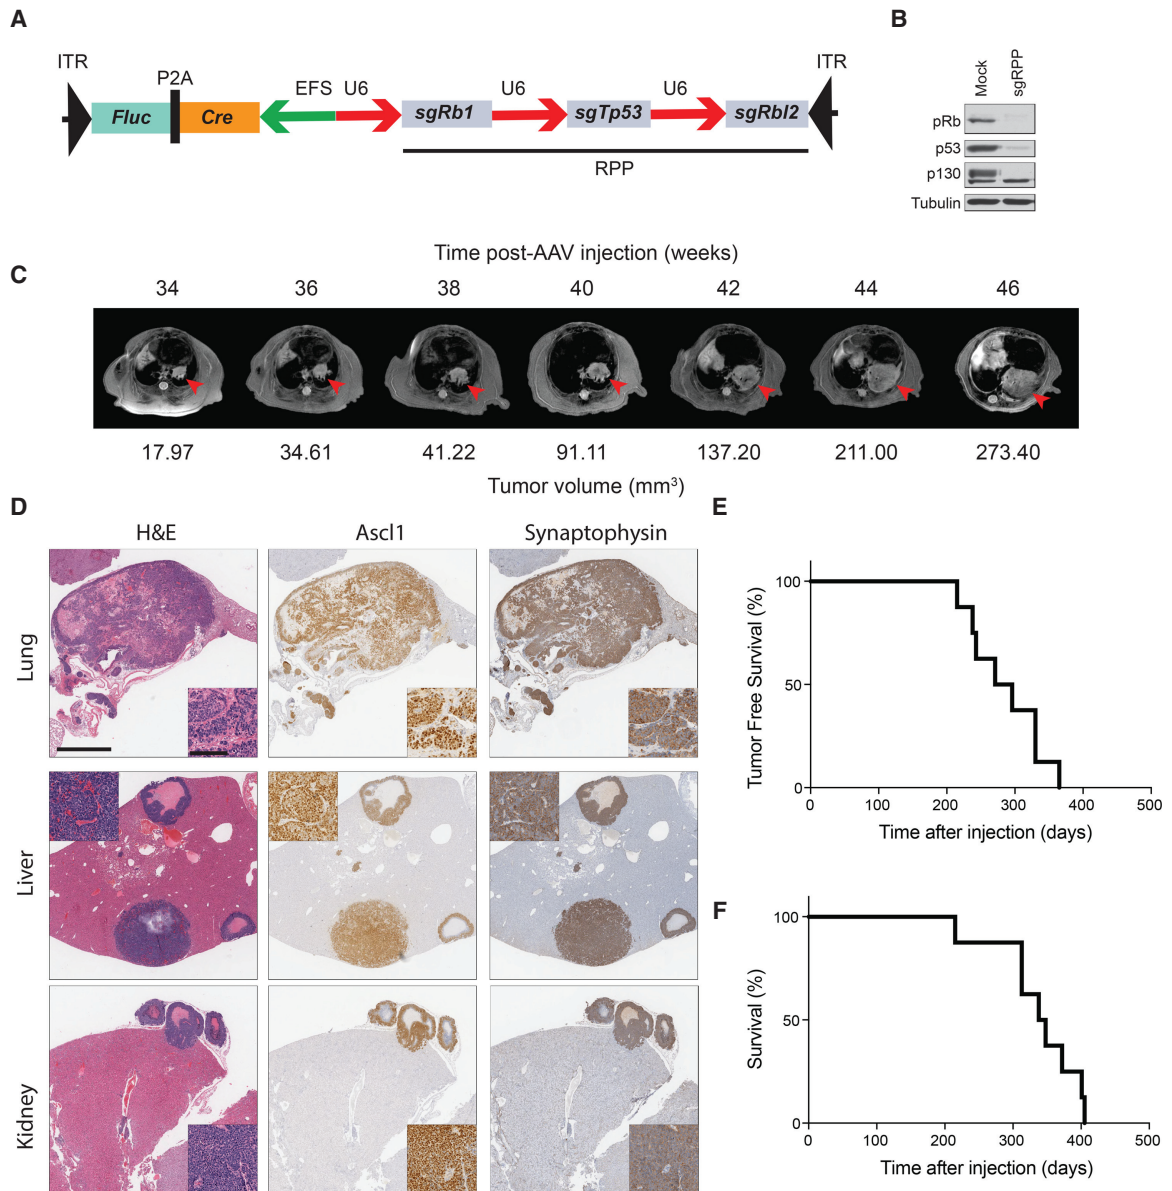 A
ITR
P2A
EFS
U6
U6
U6
ITR
Fluc
Cre
sgRb1
sgTp53
sgRbl2
RPP
B
Mock
sgRPP
pRb
p53
p130
Tubulin
C
Time post-AAV injection (weeks)
34 36 38 40 42 44 46
17.97 34.61 41.22 91.11 137.20 211.00 273.40
Tumor volume (mm³)
D
H&E Ascl1 Synaptophysin
Lung
Liver
Kidney
E
Tumor Free Survival (%)
100
50
0
0 100 200 300 400 500
Time after injection (days)
F
Survival (%)
100
50
0
0 100 200 300 400 500
Time after injection (days)